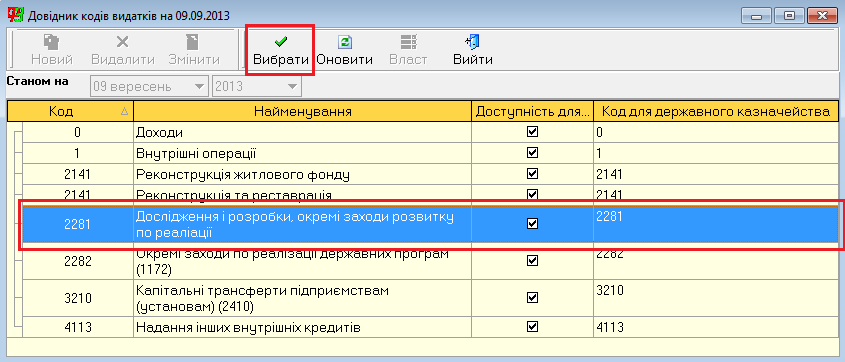 Довідник кодів видатків на 09.09.2013
Новий Видалити Змінити Вибрати Оновити Власт Вийти
Станом на 09 вересень 2013
Код Найменування Доступність для... Код для державного казначейства
0 Доходи 0
1 Внутрішні операції 1
2141 Реконструкція житлового фонду 2141
2141 Реконструкція та реставрація 2141
2281 Дослідження і розробки, окремі заходи розвитку 2281
по реаліації
2282 Окремі заходи по реалізації державних програм 2282
(1172)
3210 Капітальні трансферти підприємствам 3210
(установам) (2410)
4113 Надання інших внутрішніх кредитів 4113